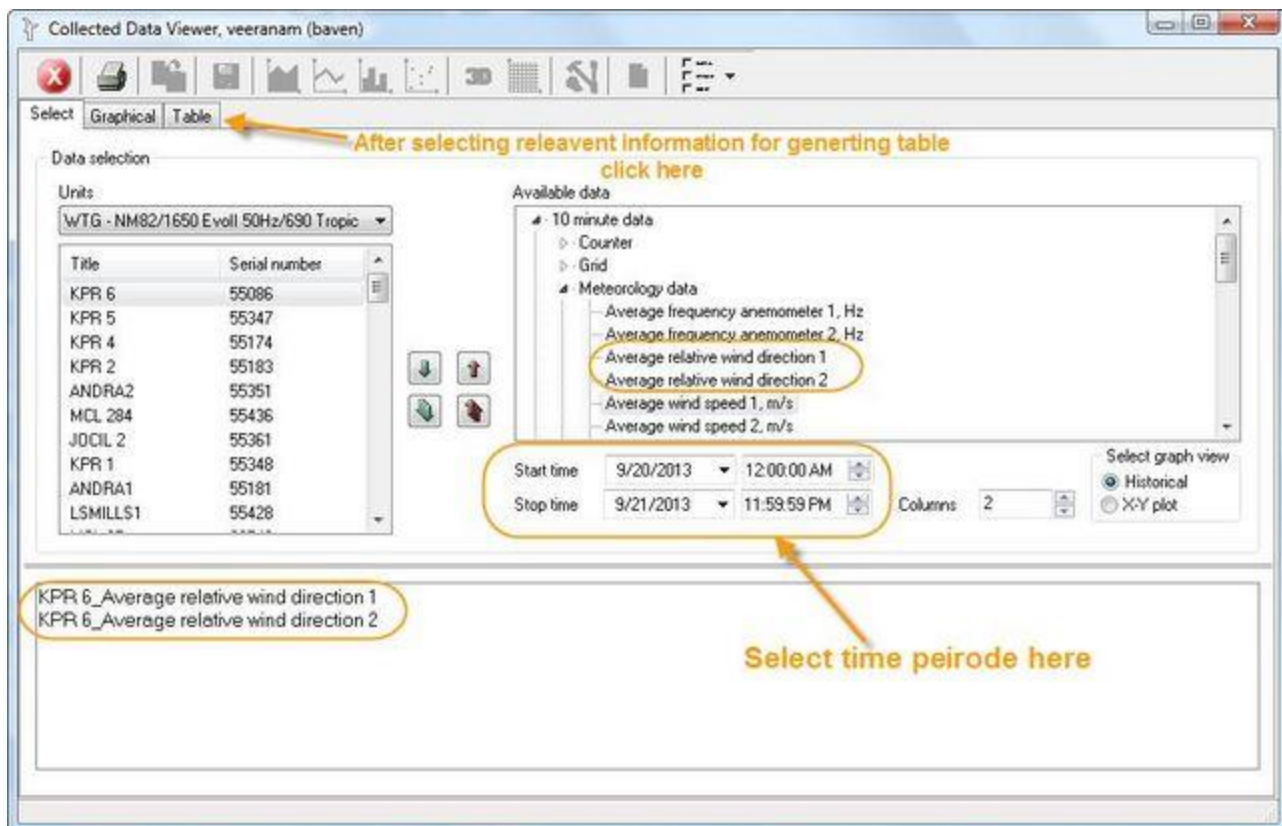 Collected Data Viewer, veeranam (baven)
3D
Select Graphical Table
After selecting releavent information for generting table
click here
Data selection
Units
WTG - NM82/1650 EvoII 50Hz/690 Tropic
Title Serial number
KPR 6 55086
KPR 5 55347
KPR 4 55174
KPR 2 55183
ANDRA2 55351
MCL 284 55436
JOCIL 2 55361
KPR 1 55348
ANDRA1 55181
LSMILLS1 55428
Available data
10 minute data
Counter
Grid
Meteorology data
Average frequency anemometer 1, Hz
Average frequency anemometer 2, Hz
Average relative wind direction 1
Average relative wind direction 2
Average wind speed 1, m/s
Average wind speed 2, m/s
Start time 9/20/2013 12:00:00 AM
Stop time 9/21/2013 11:59:59 PM
Columns 2
Select graph view
Historical
X-Y plot
KPR 6_Average relative wind direction 1
KPR 6_Average relative wind direction 2
Select time peirode here